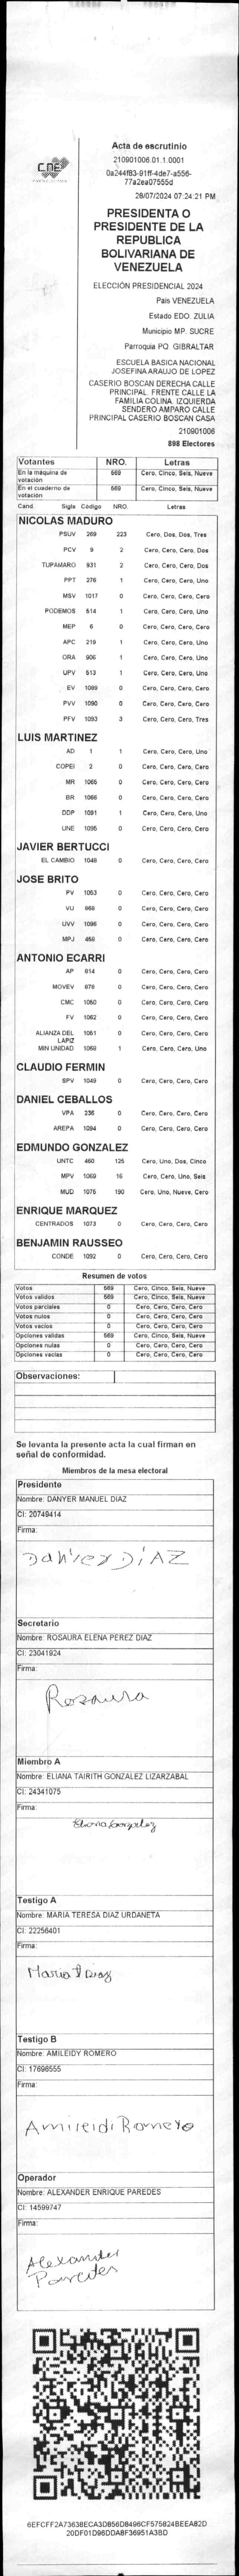 CNE
Acta de escrutinio
210901006.01.1.0001
0a244f83-91ff-4de7-a556-
77a2ea07555d
28/07/2024 07:24:21 PM
PRESIDENTA O
PRESIDENTE DE LA
REPUBLICA
BOLIVARIANA DE
VENEZUELA
ELECCIÓN PRESIDENCIAL 2024
Pais VENEZUELA
Estado EDO. ZULIA
Municipio MP. SUCRE
Parroquia PQ. GIBRALTAR
ESCUELA BASICA NACIONAL
JOSEFINA ARAUJO DE LOPEZ
CASERIO BOSCAN DERECHA CALLE
PRINCIPAL. FRENTE CALLE LA
FAMILIA COLINA. IZQUIERDA
SENDERO AMPARO CALLE
PRINCIPAL CASERIO BOSCAN CASA
210901006
898 Electores
Votantes NRO. Letras
En la máquina de votación 569 Cero, Cinco, Seis, Nueve
En el cuaderno de votación 569 Cero, Cinco, Seis, Nueve
Cand. Sigla Código NRO. Letras
NICOLAS MADURO
PSUV 269 223 Cero, Dos, Dos, Tres
PCV 9 2 Cero, Cero, Cero, Dos
TUPAMARO 931 2 Cero, Cero, Cero, Dos
PPT 276 1 Cero, Cero, Cero, Uno
MSV 1017 0 Cero, Cero, Cero, Cero
PODEMOS 514 1 Cero, Cero, Cero, Uno
MEP 6 0 Cero, Cero, Cero, Cero
APC 219 1 Cero, Cero, Cero, Uno
ORA 906 1 Cero, Cero, Cero, Uno
UPV 513 1 Cero, Cero, Cero, Uno
EV 1089 0 Cero, Cero, Cero, Cero
PVV 1090 0 Cero, Cero, Cero, Cero
PFV 1093 3 Cero, Cero, Cero, Tres
LUIS MARTINEZ
AD 1 1 Cero, Cero, Cero, Uno
COPEI 2 0 Cero, Cero, Cero, Cero
MR 1065 0 Cero, Cero, Cero, Cero
BR 1066 0 Cero, Cero, Cero, Cero
DDP 1091 1 Cero, Cero, Cero, Uno
UNE 1095 0 Cero, Cero, Cero, Cero
JAVIER BERTUCCI
EL CAMBIO 1048 0 Cero, Cero, Cero, Cero
JOSE BRITO
PV 1053 0 Cero, Cero, Cero, Cero
VU 868 0 Cero, Cero, Cero, Cero
UVV 1096 0 Cero, Cero, Cero, Cero
MPJ 458 0 Cero, Cero, Cero, Cero
ANTONIO ECARRI
AP 814 0 Cero, Cero, Cero, Cero
MOVEV 878 0 Cero, Cero, Cero, Cero
CMC 1050 0 Cero, Cero, Cero, Cero
FV 1062 0 Cero, Cero, Cero, Cero
ALIANZA DEL LAPIZ 1051 0 Cero, Cero, Cero, Cero
MIN UNIDAD 1068 1 Cero, Cero, Cero, Uno
CLAUDIO FERMIN
SPV 1049 0 Cero, Cero, Cero, Cero
DANIEL CEBALLOS
VPA 236 0 Cero, Cero, Cero, Cero
AREPA 1094 0 Cero, Cero, Cero, Cero
EDMUNDO GONZALEZ
UNTC 460 125 Cero, Uno, Dos, Cinco
MPV 1069 16 Cero, Cero, Uno, Seis
MUD 1075 190 Cero, Uno, Nueve, Cero
ENRIQUE MARQUEZ
CENTRADOS 1073 0 Cero, Cero, Cero, Cero
BENJAMIN RAUSSEO
CONDE 1092 0 Cero, Cero, Cero, Cero
Resumen de votos
Votos 569 Cero, Cinco, Seis, Nueve
Votos validos 569 Cero, Cinco, Seis, Nueve
Votos parciales 0 Cero, Cero, Cero, Cero
Votos nulos 0 Cero, Cero, Cero, Cero
Votos vacios 0 Cero, Cero, Cero, Cero
Opciones validas 569 Cero, Cinco, Seis, Nueve
Opciones nulas 0 Cero, Cero, Cero, Cero
Opciones vacias 0 Cero, Cero, Cero, Cero
Observaciones:
Se levanta la presente acta la cual firman en
señal de conformidad.
Miembros de la mesa electoral
Presidente
Nombre: DANYER MANUEL DIAZ
CI: 20749414
Firma:
Danyer DíAZ
Secretario
Nombre: ROSAURA ELENA PEREZ DIAZ
CI: 23041924
Firma:
Rosaura
Miembro A
Nombre: ELIANA TAIRITH GONZALEZ LIZARZABAL
CI: 24341075
Firma:
Eliana González
Testigo A
Nombre: MARIA TERESA DIAZ URDANETA
CI: 22256401
Firma:
Maria T Diaz
Testigo B
Nombre: AMILEIDY ROMERO
CI: 17696555
Firma:
Amileidi Romero
Operador
Nombre: ALEXANDER ENRIQUE PAREDES
CI: 14599747
Firma:
Alexander
Paredes
6EFCFF2A73638ECA3D856D8496CF575824BEEA82D
20DF01D96DDA8F36951A3BD